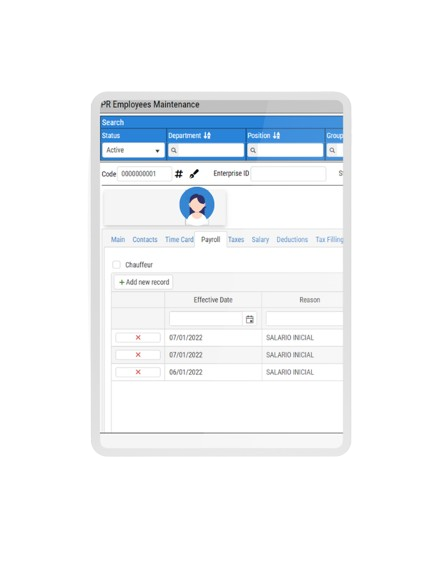 PR Employees Maintenance
Search
Status Department Position Group
Active
Code 0000000001 # Enterprise ID
Main Contacts Time Card Payroll Taxes Salary Deductions Tax Filling
Chauffeur
+ Add new record
Effective Date Resson
07/01/2022 SALARIO INICIAL
07/01/2022 SALARIO INICIAL
06/01/2022 SALARIO INICIAL